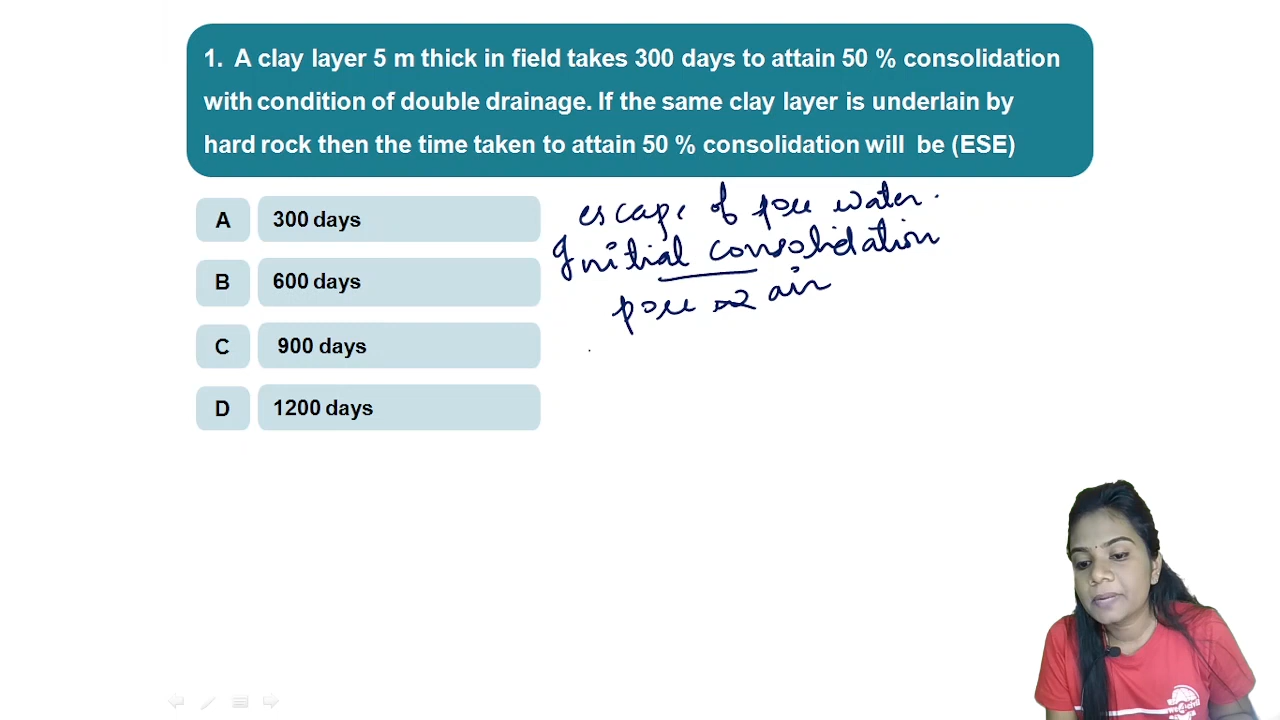 1. A clay layer 5 m thick in field takes 300 days to attain 50 % consolidation
with condition of double drainage. If the same clay layer is underlain by
hard rock then the time taken to attain 50 % consolidation will be (ESE)
A 300 days
B 600 days
C 900 days
D 1200 days
escape of pore water.
Initial consolidation
pore air